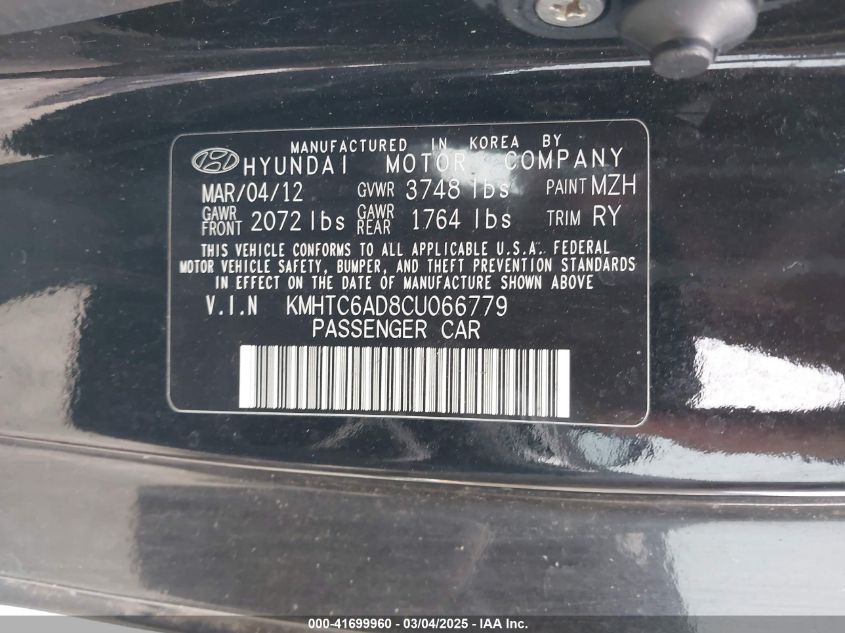 MANUFACTURED IN KOREA BY
HYUNDAI MOTOR COMPANY
MAR/04/12 GVWR 3748 lbs PAINT MZH
GAWR FRONT 2072 lbs GAWR REAR 1764 lbs TRIM RY
THIS VEHICLE CONFORMS TO ALL APPLICABLE U.S.A. FEDERAL
MOTOR VEHICLE SAFETY, BUMPER, AND THEFT PREVENTION STANDARDS
IN EFFECT ON THE DATE OF MANUFACTURE SHOWN ABOVE
V.I.N KMHTC6AD8CU066779
PASSENGER CAR
000-41699960 - 03/04/2025 - IAA Inc.